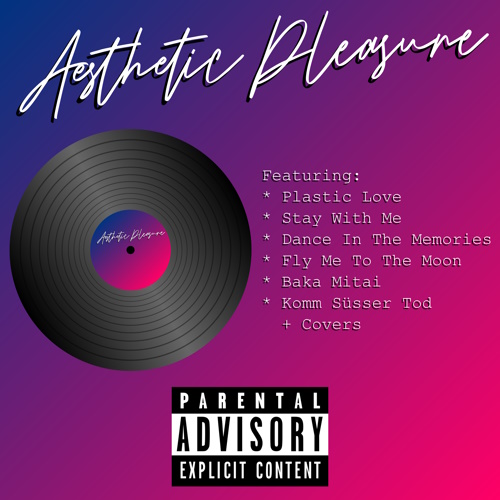 Aesthetic Pleasure
Aesthetic Pleasure
Featuring:
* Plastic Love
* Stay With Me
* Dance In The Memories
* Fly Me To The Moon
* Baka Mitai
* Komm Süsser Tod
+ Covers
PARENTAL
ADVISORY
EXPLICIT CONTENT